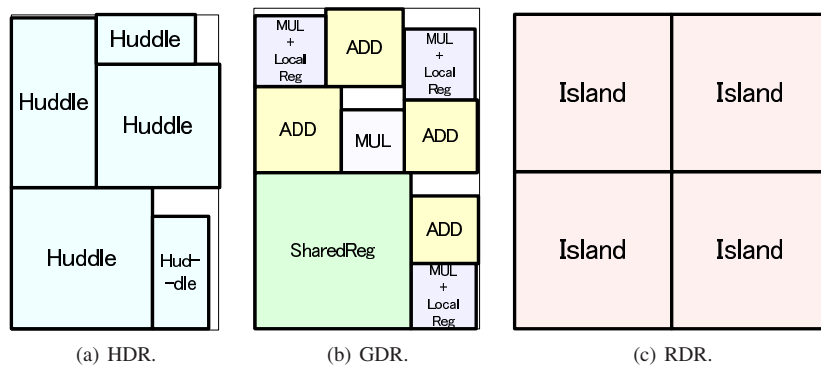 Huddle
Huddle
Huddle
Huddle
Hud-
-dle
MUL
+
Local
Reg
ADD
MUL
+
Local
Reg
ADD
MUL
ADD
SharedReg
ADD
MUL
+
Local
Reg
Island
Island
Island
Island
(a) HDR.
(b) GDR.
(c) RDR.